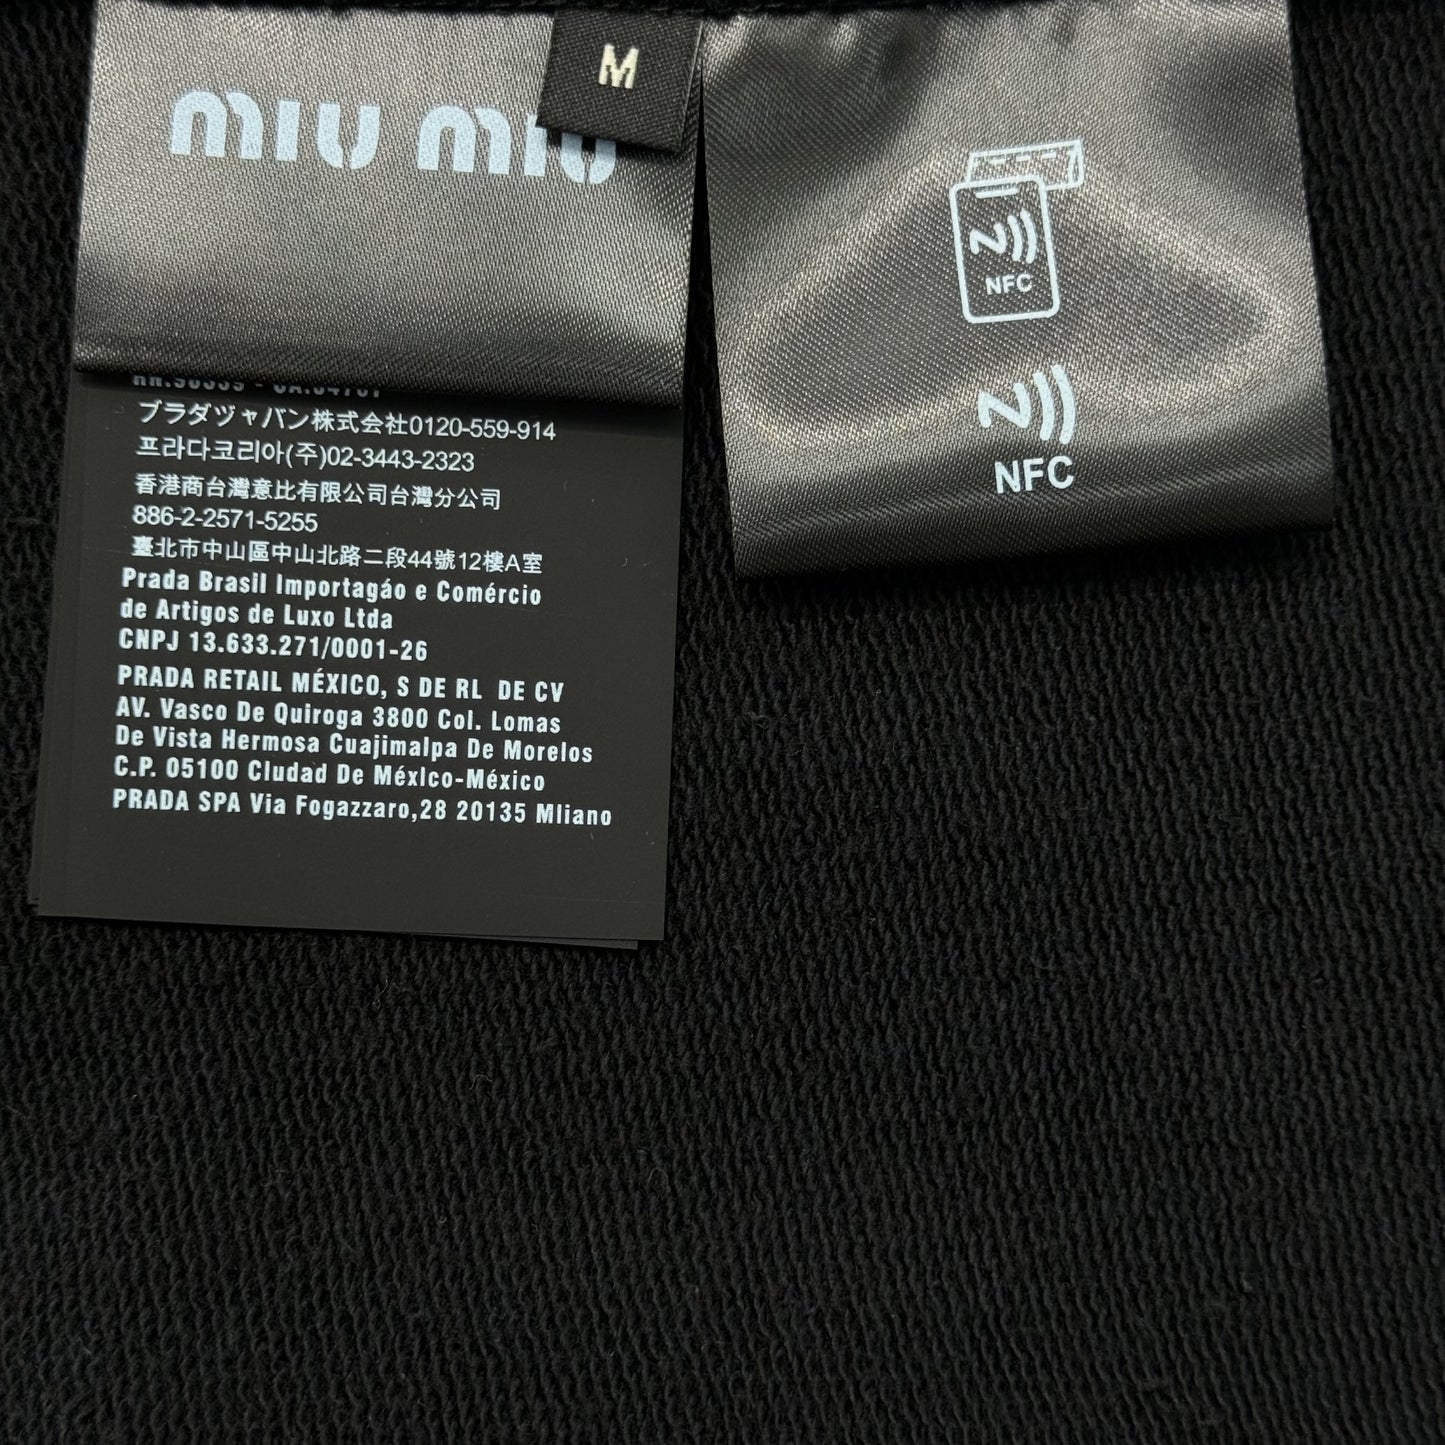 miu miu
M
ブラダヅャバン株式会社0120-559-914
프라다코리아(주)02-3443-2323
香港商台灣意比有限公司台灣分公司
886-2-2571-5255
臺北市中山區中山北路二段44號12樓A室
Prada Brasil Importagáo e Comércio
de Artigos de Luxo Ltda
CNPJ 13.633.271/0001-26
PRADA RETAIL MÉXICO, S DE RL DE CV
AV. Vasco De Quiroga 3800 Col. Lomas
De Vista Hermosa Cuajimalpa De Morelos
C.P. 05100 Cludad De Méxlco-México
PRADA SPA Via Fogazzaro,28 20135 Mliano
NFC
NFC